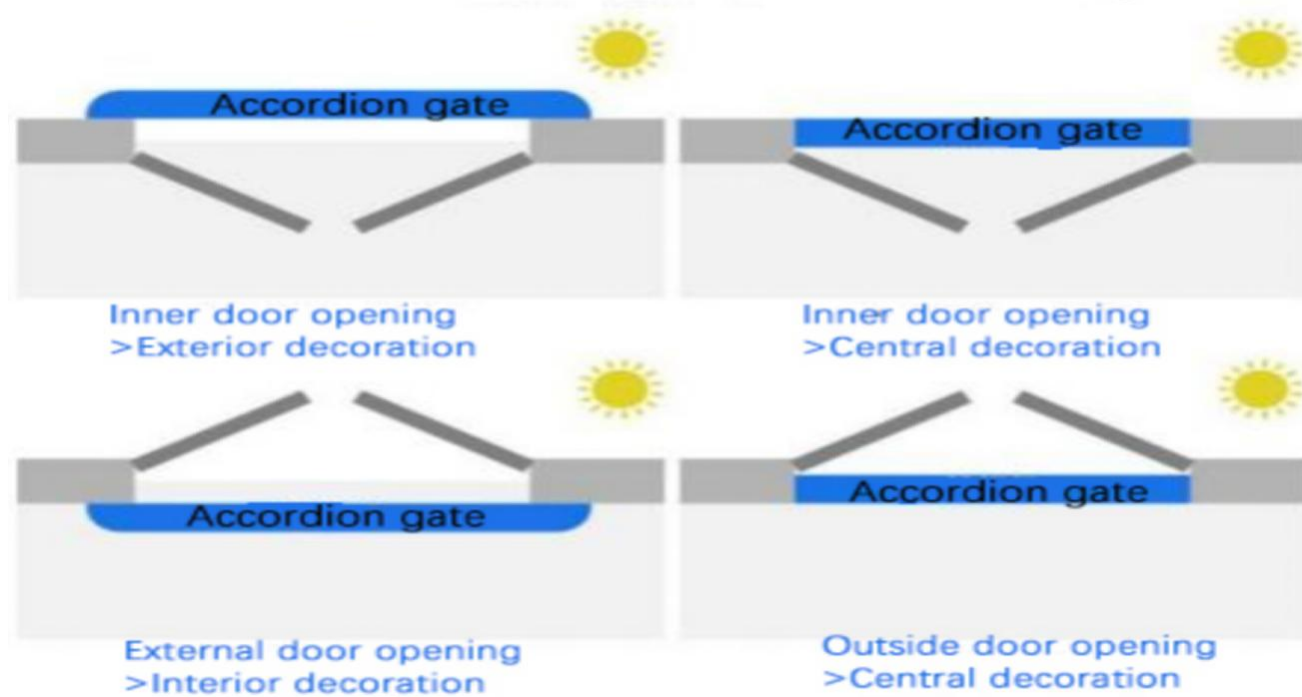 Accordion gate
Accordion gate
Inner door opening
>Exterior decoration
Inner door opening
>Central decoration
Accordion gate
Accordion gate
External door opening
>Interior decoration
Outside door opening
>Central decoration